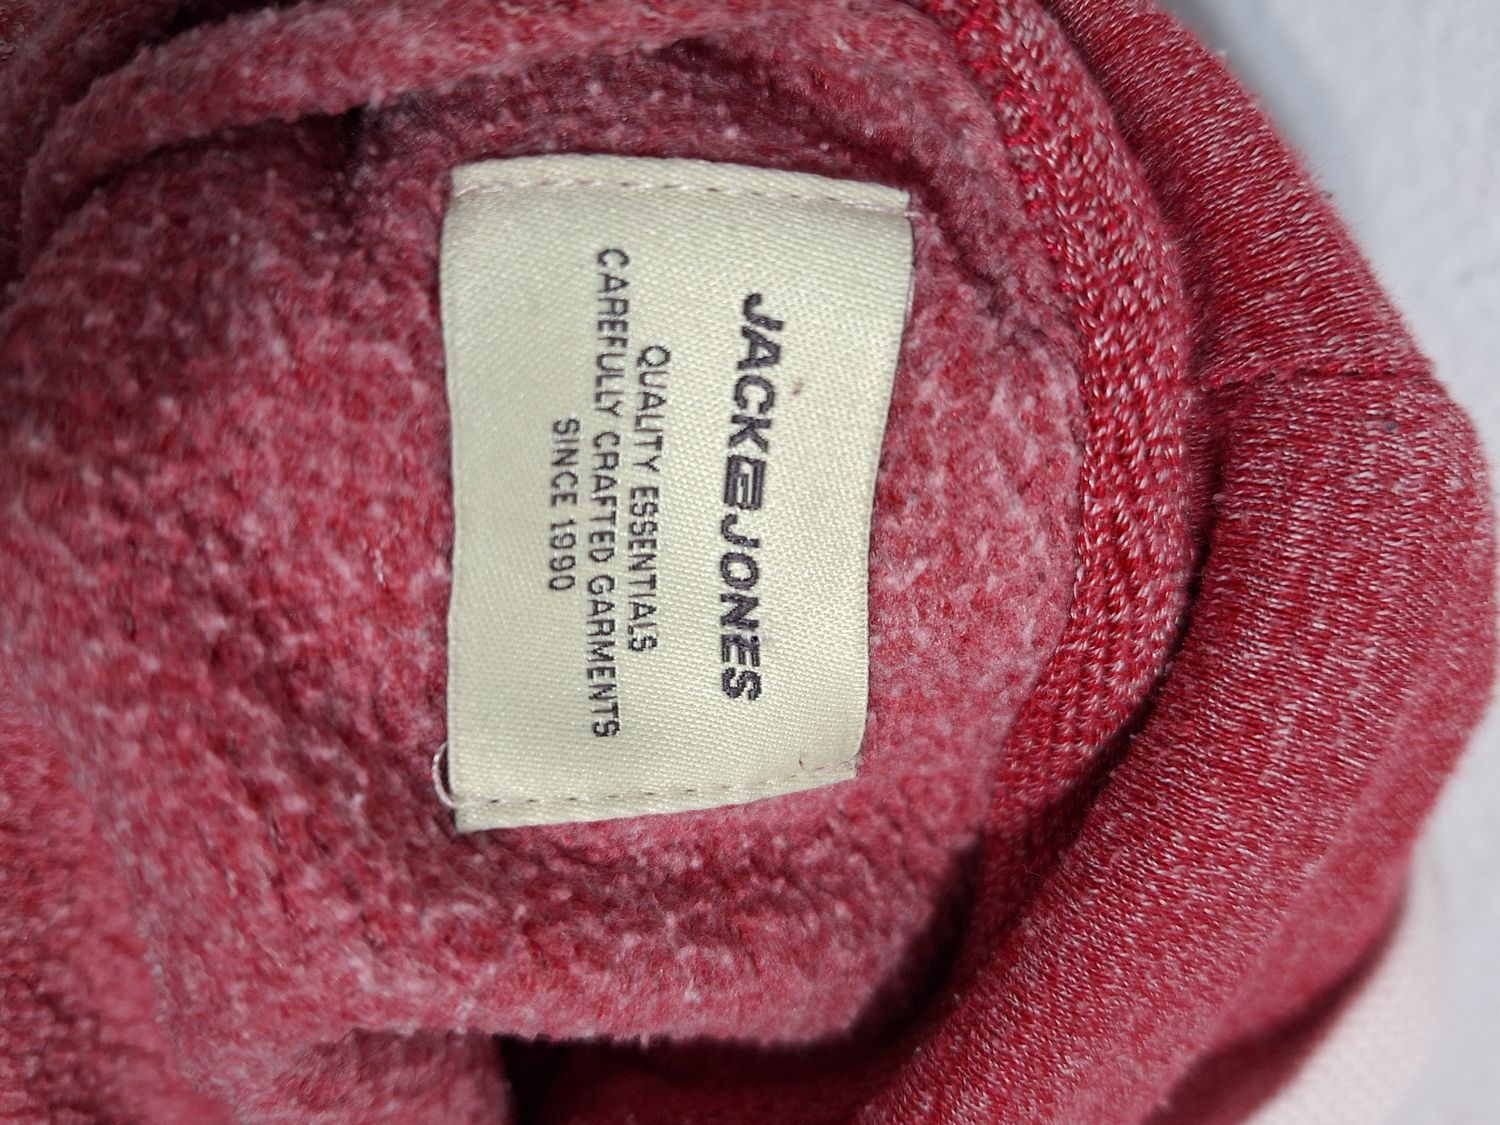 JACK&JONES
QUALITY ESSENTIALS
CAREFULLY CRAFTED GARMENTS
SINCE 1990